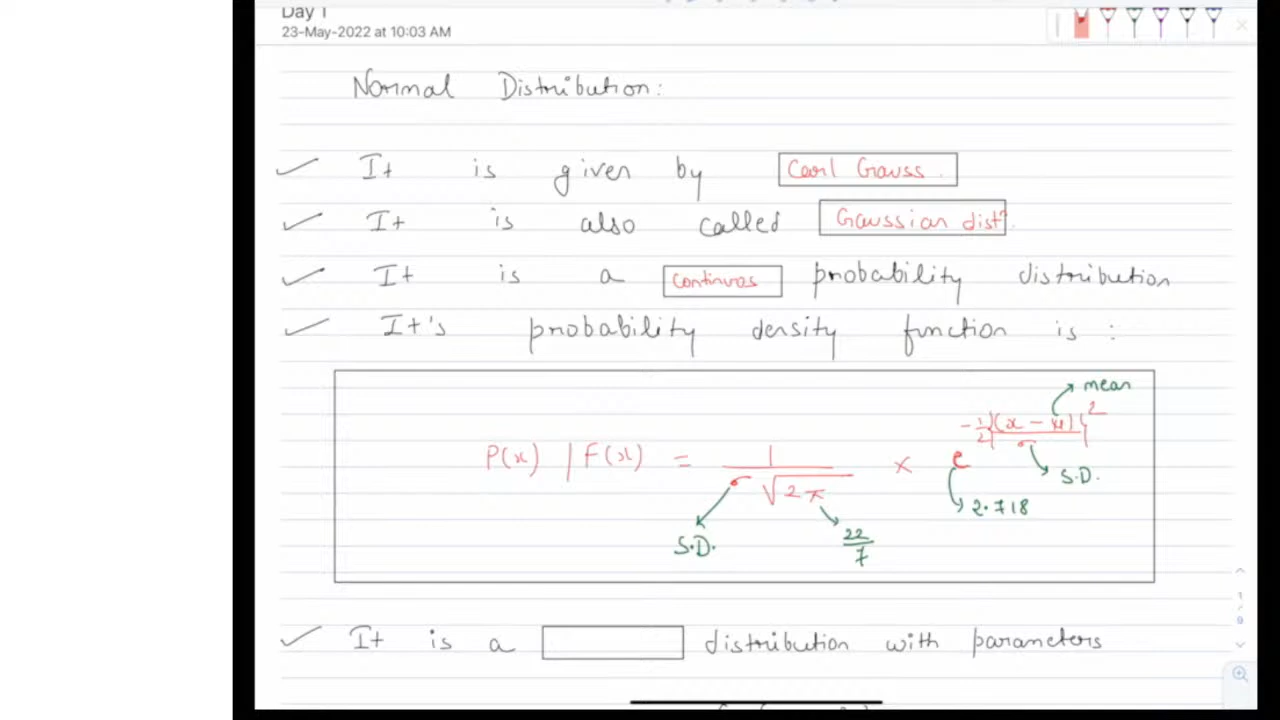 Day 1
23-May-2022 at 10:03 AM
Normal Distribution:
It is given by Carl Gauss.
It is also called Gaussian distⁿ.
It is a continuos probability distribution
It's probability density function is :
mean
P(x) | F(x) = 1/(σ √2π) × e^(-1/2{(x - μ)/σ}^2)
S.D.
2.718
S.D.
22/7
It is a distribution with parameters